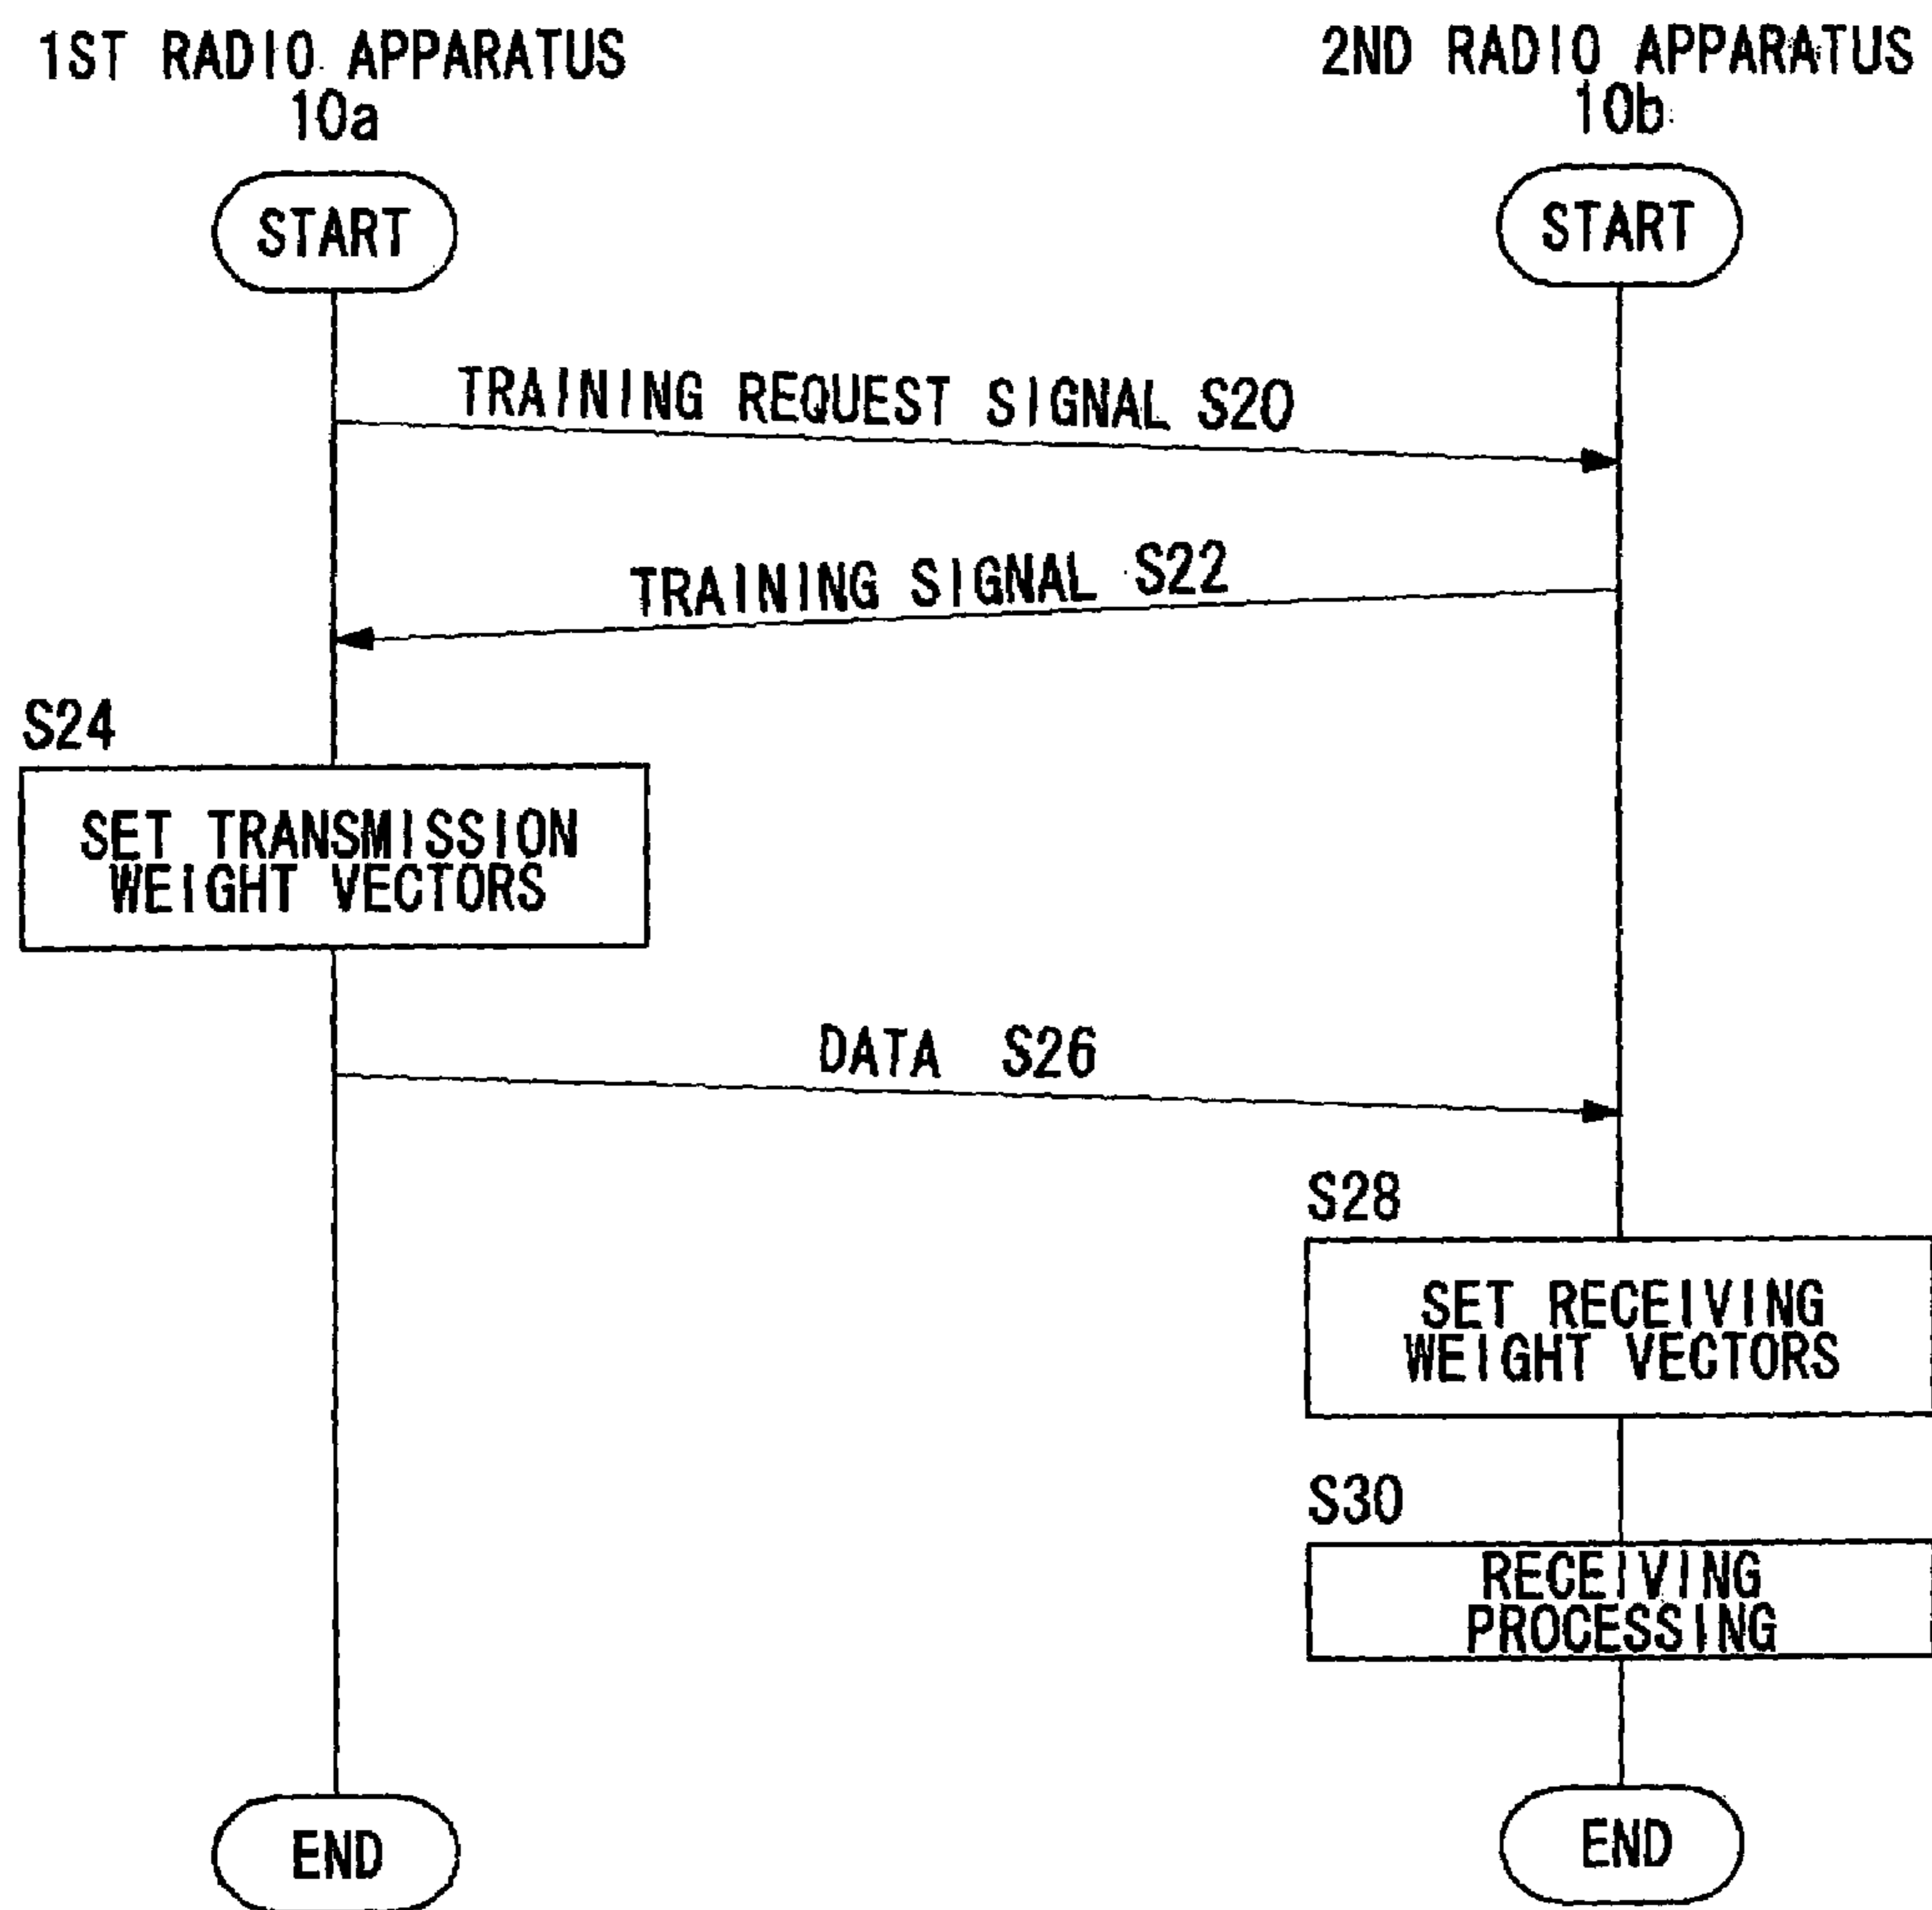 1ST RADIO APPARATUS
10a
2ND RADIO APPARATUS
10b
START
START
TRAINING REQUEST SIGNAL S20
TRAINING SIGNAL S22
S24
SET TRANSMISSION
WEIGHT VECTORS
DATA S26
S28
SET RECEIVING
WEIGHT VECTORS
S30
RECEIVING
PROCESSING
END
END